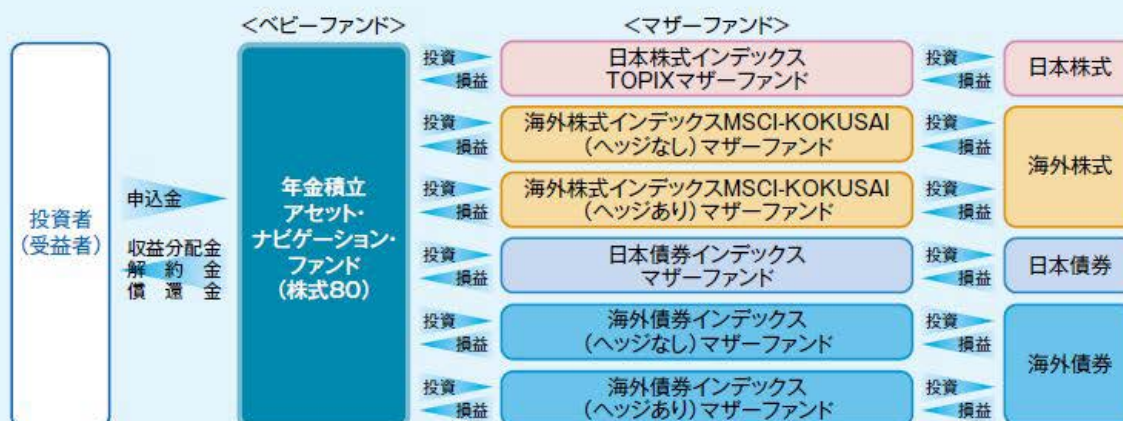 <ベビーファンド>
<マザーファンド>
投資者
(受益者)
申込金
収益分配金
解約金
償還金
年金積立
アセット・
ナビゲーション・
ファンド
(株式80)
投資
損益
日本株式インデックス
TOPIXマザーファンド
投資
損益
日本株式
投資
損益
海外株式インデックスMSCI-KOKUSAI
(ヘッジなし)マザーファンド
投資
損益
海外株式
投資
損益
海外株式インデックスMSCI-KOKUSAI
(ヘッジあり)マザーファンド
投資
損益
投資
損益
日本債券インデックス
マザーファンド
投資
損益
日本債券
投資
損益
海外債券インデックス
(ヘッジなし)マザーファンド
投資
損益
海外債券
投資
損益
海外債券インデックス
(ヘッジあり)マザーファンド
投資
損益